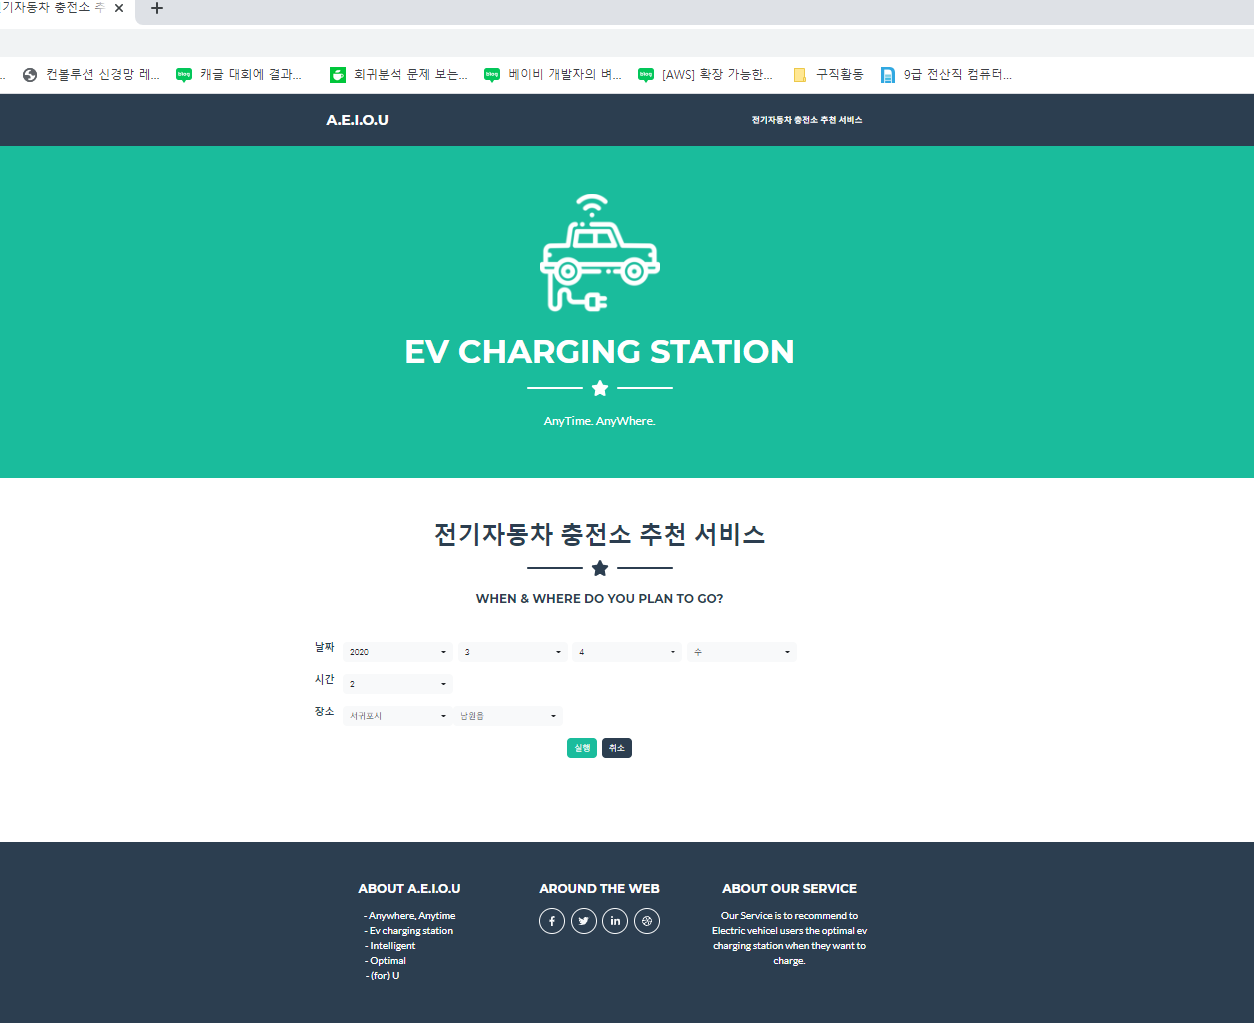 기자동차 충전소 추
컨볼루션 신경망 레...
캐글 대회에 결과...
회귀분석 문제 보는...
베이비 개발자의 벼...
[AWS] 확장 가능한...
구직활동
9급 전산직 컴퓨터...
A.E.I.O.U
전기자동차 충전소 추천 서비스
EV CHARGING STATION
AnyTime. AnyWhere.
전기자동차 충전소 추천 서비스
WHEN & WHERE DO YOU PLAN TO GO?
날짜 2020 3 4 수
시간 2
장소 서귀포시 남원읍
실행 취소
ABOUT A.E.I.O.U
- Anywhere, Anytime
- Ev charging station
- Intelligent
- Optimal
- (for) U
AROUND THE WEB
ABOUT OUR SERVICE
Our Service is to recommend to
Electric vehicel users the optimal ev
charging station when they want to
charge.